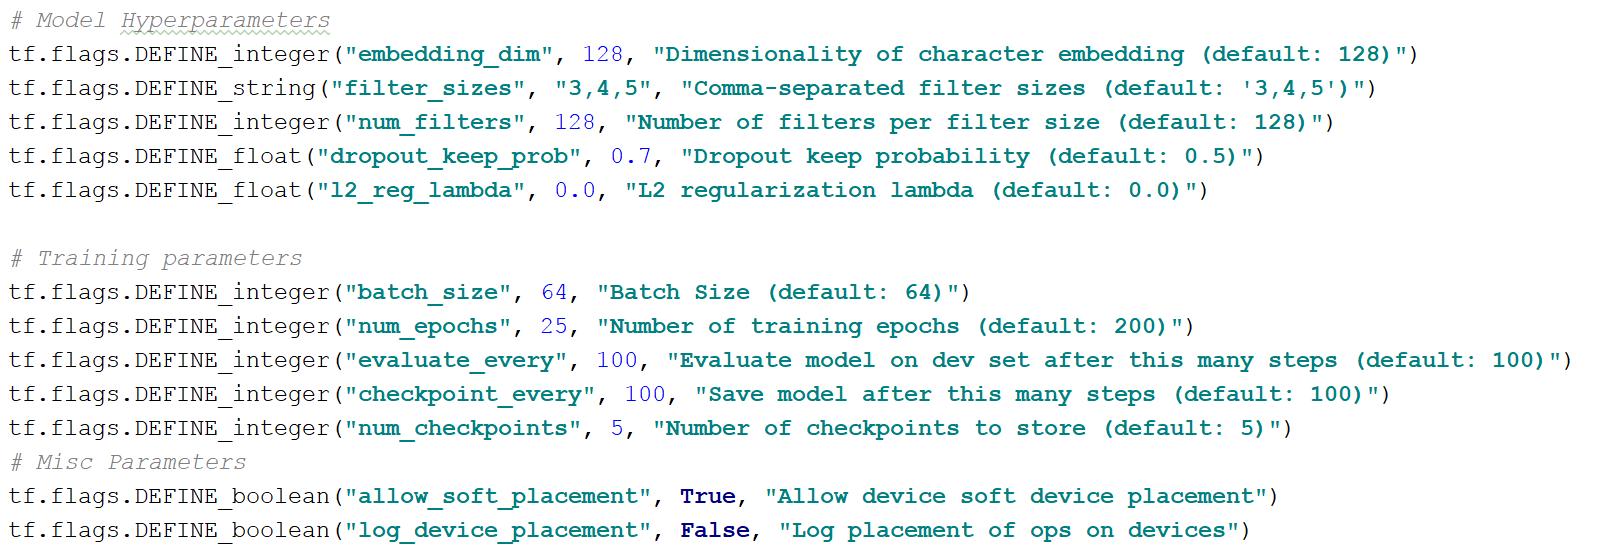 # Model Hyperparameters
tf.flags.DEFINE_integer("embedding_dim", 128, "Dimensionality of character embedding (default: 128)")
tf.flags.DEFINE_string("filter_sizes", "3,4,5", "Comma-separated filter sizes (default: '3,4,5')")
tf.flags.DEFINE_integer("num_filters", 128, "Number of filters per filter size (default: 128)")
tf.flags.DEFINE_float("dropout_keep_prob", 0.7, "Dropout keep probability (default: 0.5)")
tf.flags.DEFINE_float("l2_reg_lambda", 0.0, "L2 regularization lambda (default: 0.0)")

# Training parameters
tf.flags.DEFINE_integer("batch_size", 64, "Batch Size (default: 64)")
tf.flags.DEFINE_integer("num_epochs", 25, "Number of training epochs (default: 200)")
tf.flags.DEFINE_integer("evaluate_every", 100, "Evaluate model on dev set after this many steps (default: 100)")
tf.flags.DEFINE_integer("checkpoint_every", 100, "Save model after this many steps (default: 100)")
tf.flags.DEFINE_integer("num_checkpoints", 5, "Number of checkpoints to store (default: 5)")
# Misc Parameters
tf.flags.DEFINE_boolean("allow_soft_placement", True, "Allow device soft device placement")
tf.flags.DEFINE_boolean("log_device_placement", False, "Log placement of ops on devices")